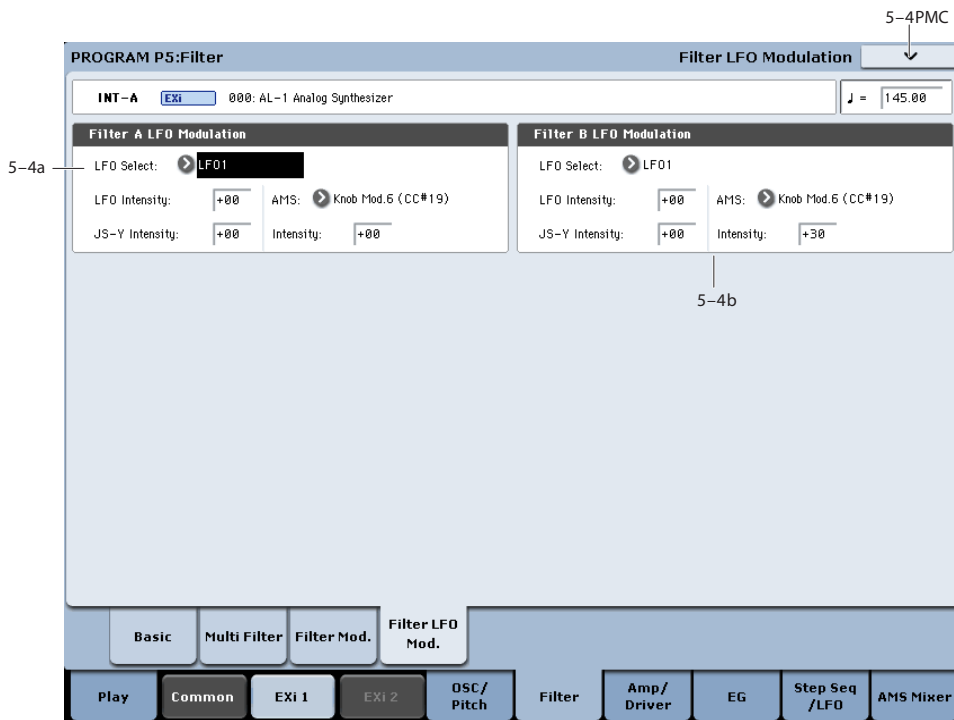 5–4PMC
PROGRAM P5:Filter
Filter LFO Modulation
INT-A EXi 000: AL-1 Analog Synthesizer
♩ = 145.00
Filter A LFO Modulation
5–4a
LFO Select: LFO1
LFO Intensity: +00 AMS: Knob Mod.6 (CC#19)
JS-Y Intensity: +00 Intensity: +00
Filter B LFO Modulation
LFO Select: LFO1
LFO Intensity: +00 AMS: Knob Mod.6 (CC#19)
JS-Y Intensity: +00 Intensity: +30
5–4b
Basic
Multi Filter
Filter Mod.
Filter LFO
Mod.
Play
Common
EXi 1
EXi 2
OSC/
Pitch
Filter
Amp/
Driver
EG
Step Seq
/LFO
AMS Mixer